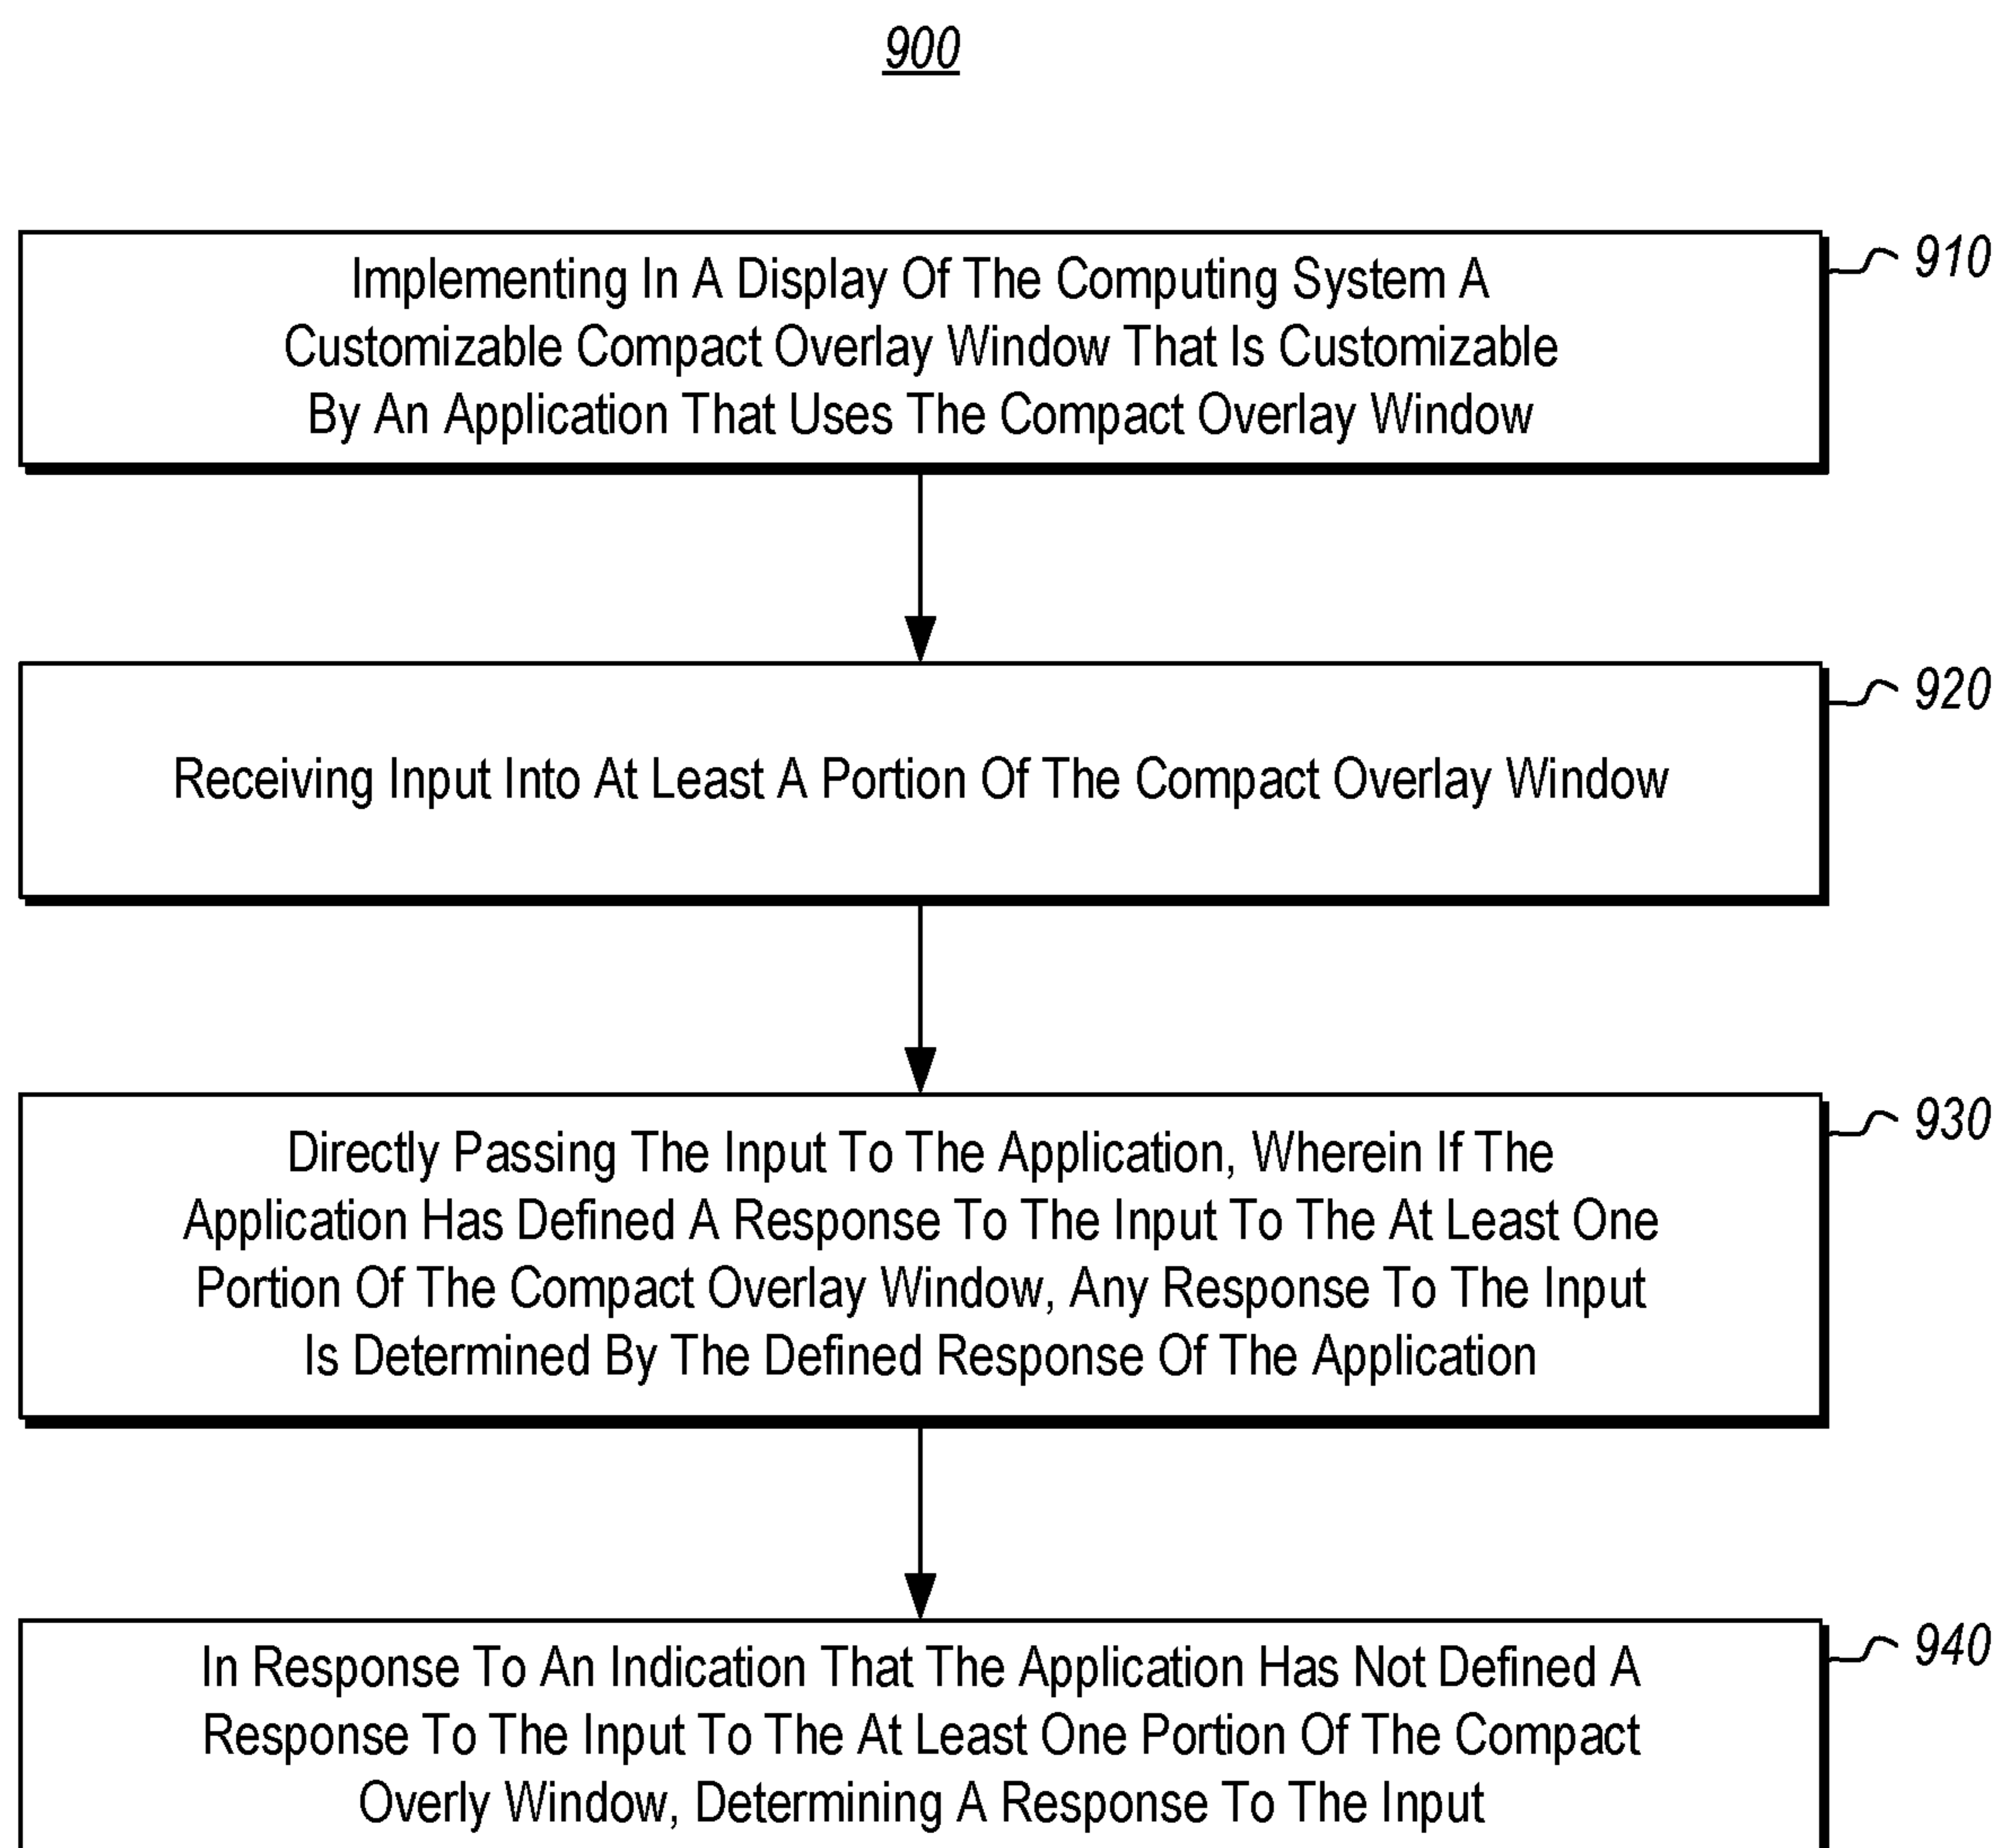 900
Implementing In A Display Of The Computing System A
Customizable Compact Overlay Window That Is Customizable
By An Application That Uses The Compact Overlay Window
910
Receiving Input Into At Least A Portion Of The Compact Overlay Window
920
Directly Passing The Input To The Application, Wherein If The
Application Has Defined A Response To The Input To The At Least One
Portion Of The Compact Overlay Window, Any Response To The Input
Is Determined By The Defined Response Of The Application
930
In Response To An Indication That The Application Has Not Defined A
Response To The Input To The At Least One Portion Of The Compact
Overly Window, Determining A Response To The Input
940